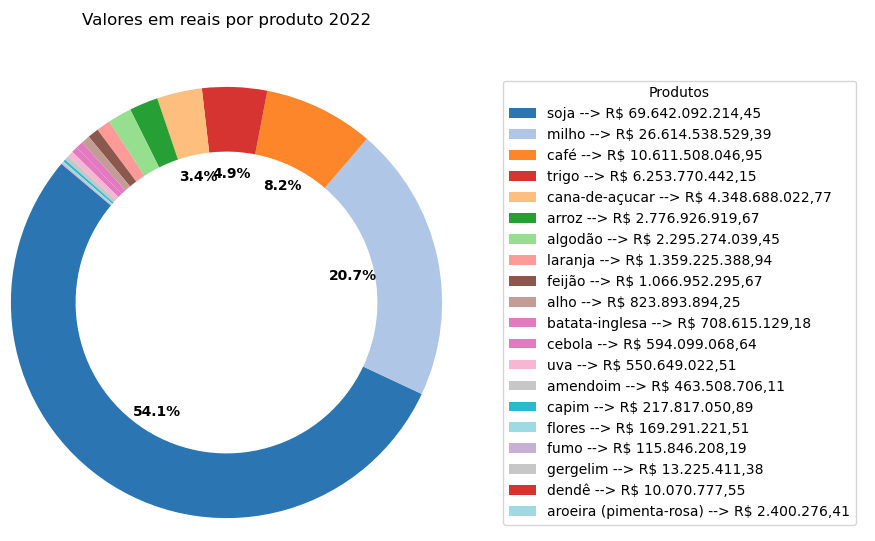 Valores em reais por produto 2022
3.4%
4.9%
8.2%
20.7%
54.1%
Produtos
soja --> R$ 69.642.092.214,45
milho --> R$ 26.614.538.529,39
café --> R$ 10.611.508.046,95
trigo --> R$ 6.253.770.442,15
cana-de-açucar --> R$ 4.348.688.022,77
arroz --> R$ 2.776.926.919,67
algodão --> R$ 2.295.274.039,45
laranja --> R$ 1.359.225.388,94
feijão --> R$ 1.066.952.295,67
alho --> R$ 823.893.894,25
batata-inglesa --> R$ 708.615.129,18
cebola --> R$ 594.099.068,64
uva --> R$ 550.649.022,51
amendoim --> R$ 463.508.706,11
capim --> R$ 217.817.050,89
flores --> R$ 169.291.221,51
fumo --> R$ 115.846.208,19
gergelim --> R$ 13.225.411,38
dendê --> R$ 10.070.777,55
aroeira (pimenta-rosa) --> R$ 2.400.276,41